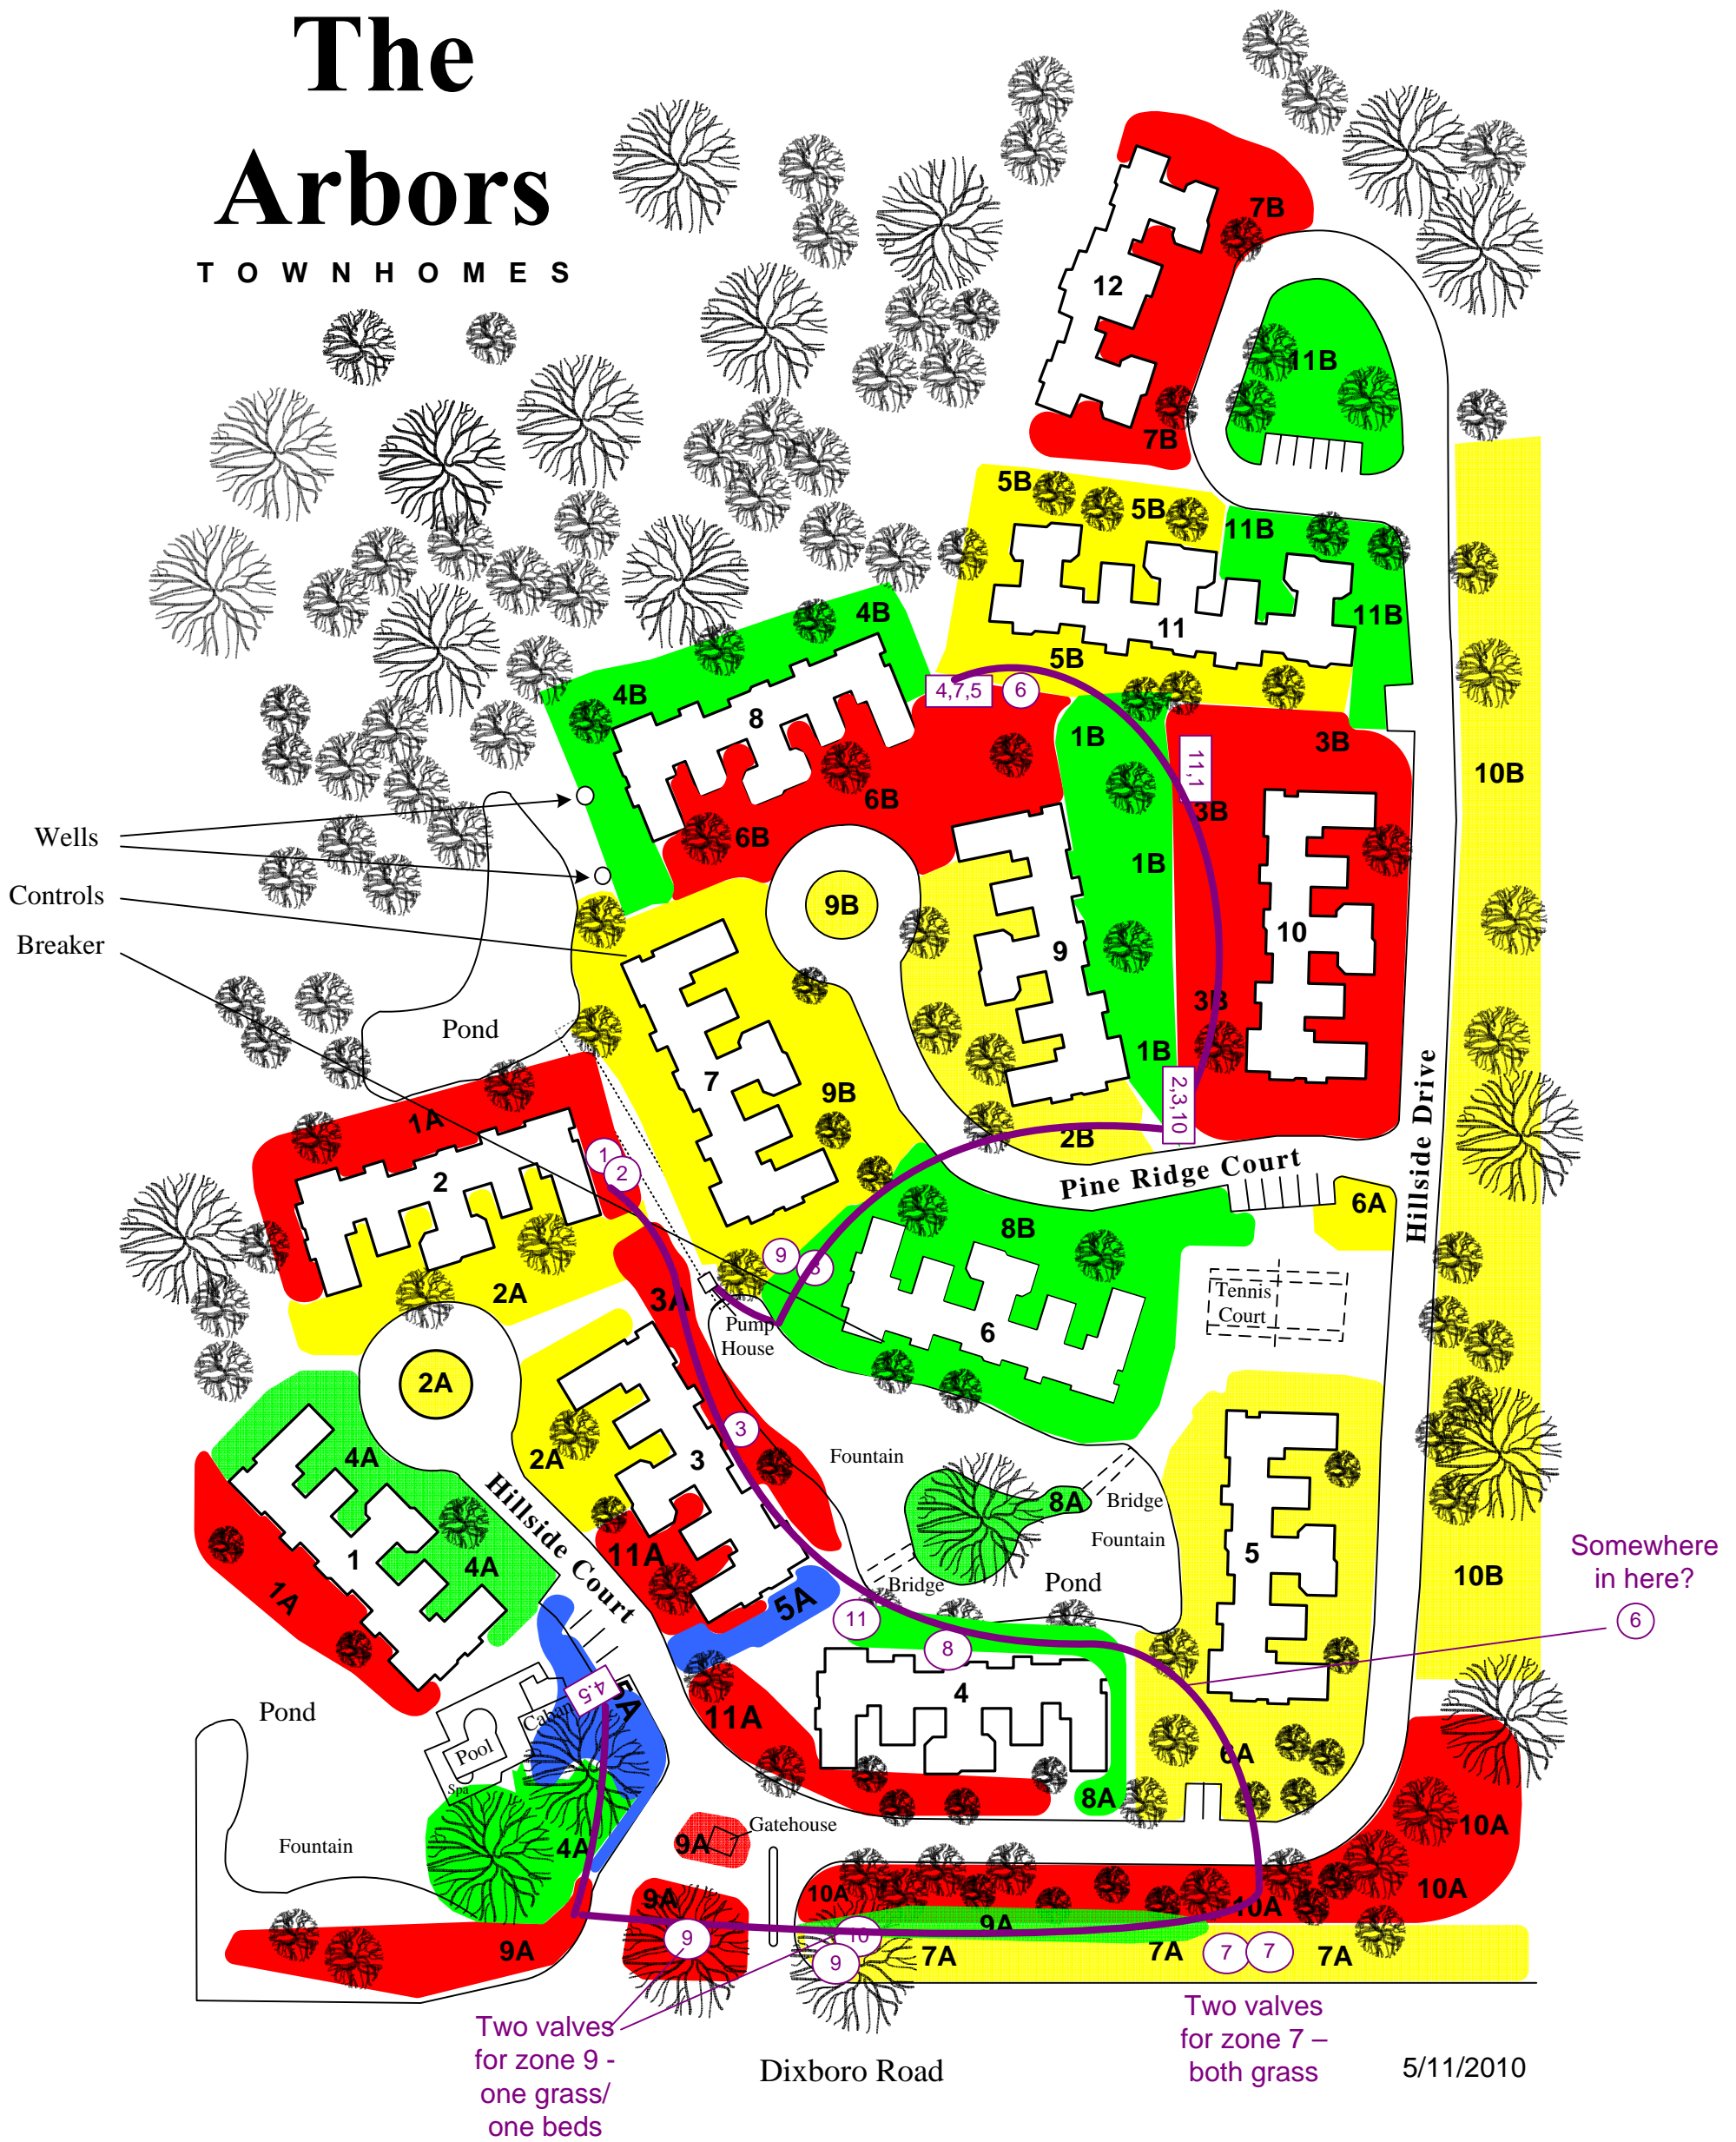 The
Arbors
TOWNHOMES
7B
12
11B
7B
5B
5B
11B
4B
11B
11
5B
4B
4,7,5
6
8
1B
3B
11,1
10B
6B
3B
Wells
6B
1B
Controls
9B
10
9
Breaker
3B
Pond
1B
7
9B
2,3,10
Hillside Drive
1A
2B
1
2
2
Pine Ridge Court
6A
8B
9
8
Tennis
Court
2A
3A
Pump
House
6
2A
3
4A
2A
3
Fountain
Hillside Court
8A
Bridge
Fountain
1
4A
11A
5
Somewhere
in here?
6
1A
5A
Bridge
Pond
10B
11
8
4.5
4
Pond
11A
Pool
6A
Spa
8A
Gatehouse
10A
9A
4A
Fountain
9A
10A
10A
10A
9A
9A
10
9
9
7A
7A
7
7
7A
Two valves
for zone 9 -
one grass/
one beds
Two valves
for zone 7 –
both grass
Dixboro Road
5/11/2010